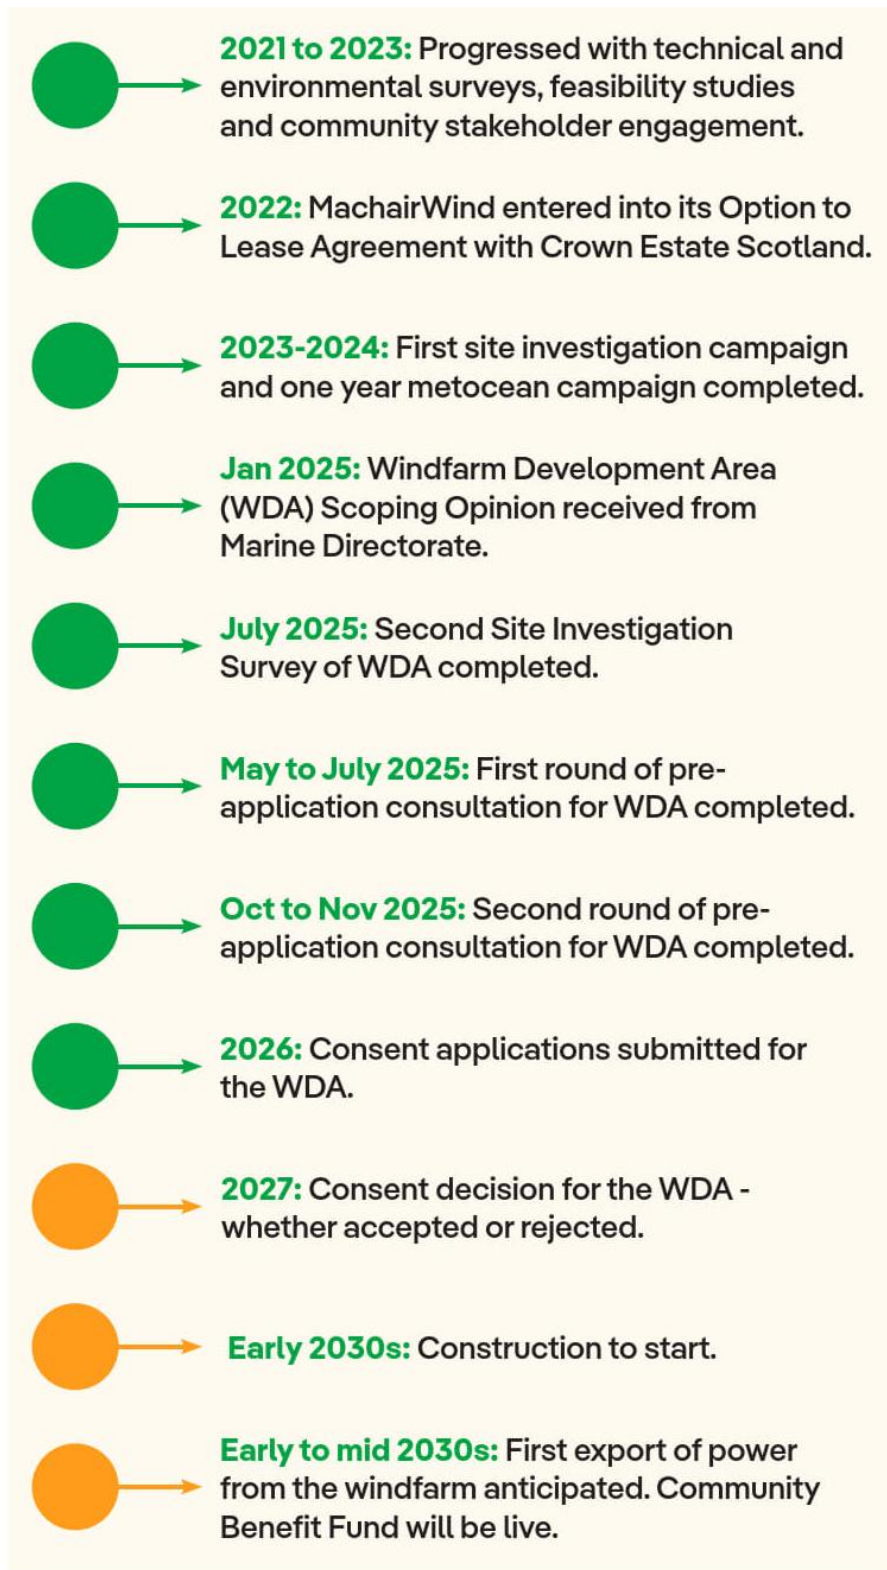 2021 to 2023: Progressed with technical and
environmental surveys, feasibility studies
and community stakeholder engagement.
2022: MachairWind entered into its Option to
Lease Agreement with Crown Estate Scotland.
2023-2024: First site investigation campaign
and one year metocean campaign completed.
Jan 2025: Windfarm Development Area
(WDA) Scoping Opinion received from
Marine Directorate.
July 2025: Second Site Investigation
Survey of WDA completed.
May to July 2025: First round of pre-
application consultation for WDA completed.
Oct to Nov 2025: Second round of pre-
application consultation for WDA completed.
2026: Consent applications submitted for
the WDA.
2027: Consent decision for the WDA -
whether accepted or rejected.
Early 2030s: Construction to start.
Early to mid 2030s: First export of power
from the windfarm anticipated. Community
Benefit Fund will be live.